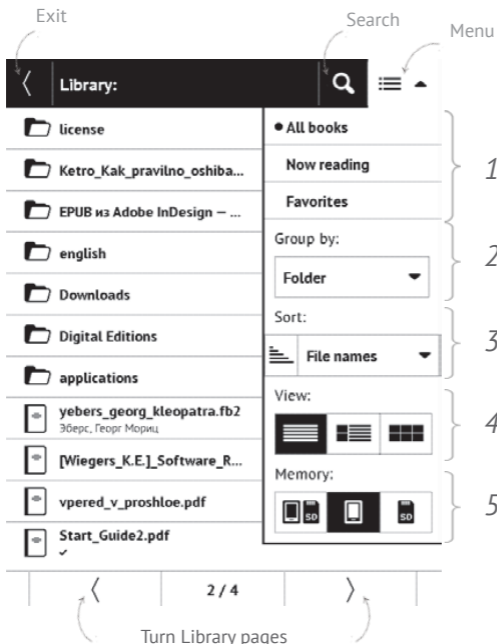 Exit
Search
Menu
Library:
license
Ketro_Kak_pravilno_oshiba...
EPUB из Adobe InDesign — ...
english
Downloads
Digital Editions
applications
yebers_georg_kleopatra.fb2
Эберс, Георг Мориц
[Wiegers_K.E.]_Software_R...
vpered_v_proshloe.pdf
Start_Guide2.pdf
All books
Now reading
Favorites
1
Group by:
Folder
2
Sort:
File names
3
View:
4
Memory:
SD
SD
5
2 / 4
Turn Library pages